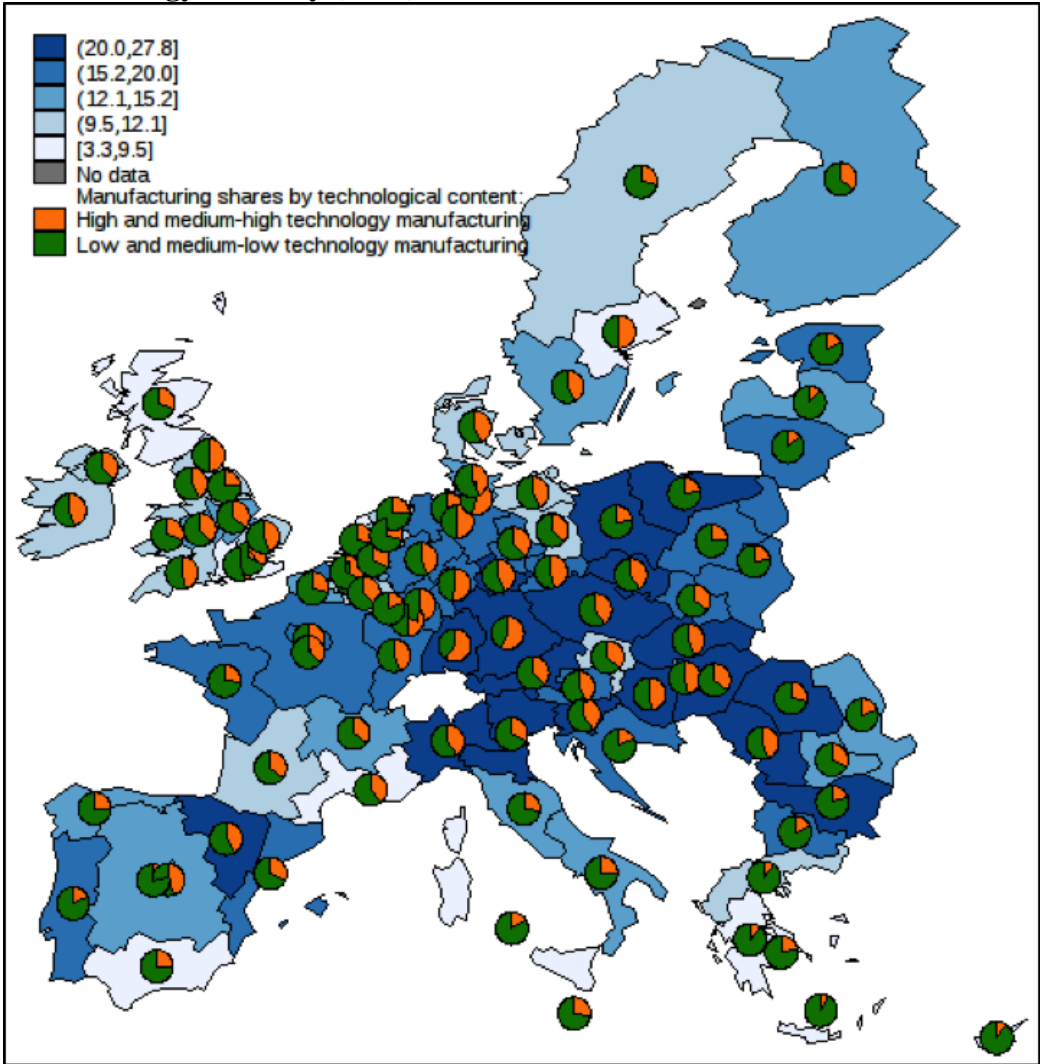 (20.0,27.8]
(15.2,20.0]
(12.1,15.2]
(9.5,12.1]
[3.3,9.5]
No data
Manufacturing shares by technological content:
High and medium-high technology manufacturing
Low and medium-low technology manufacturing